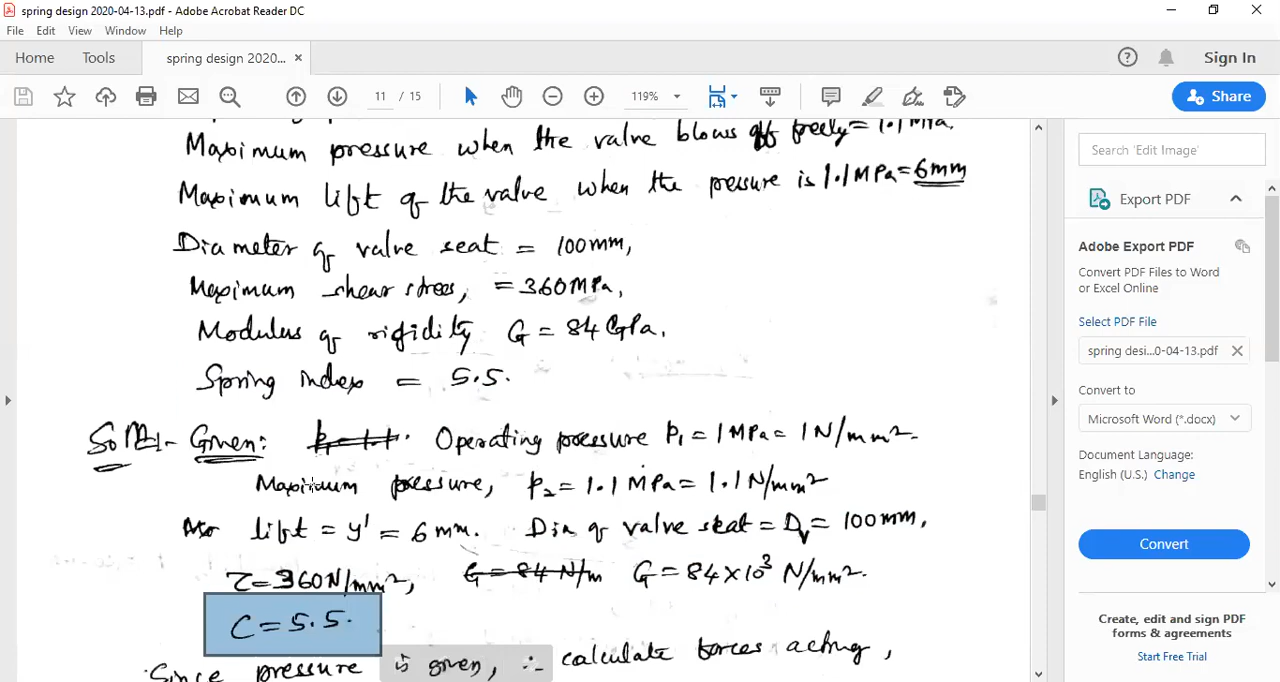 spring design 2020-04-13.pdf - Adobe Acrobat Reader DC
File Edit View Window Help
Home Tools spring design 2020... × Sign In
11 / 15 119% Share
Maximum pressure when the valve blows off freely = 1.1 MPa.
Maximum lift of the valve when the pressure is 1.1 MPa = 6mm
Diameter of valve seat = 100mm,
Maximum shear stress, = 360MPa,
Modulus of rigidity G = 84 GPa,
Spring index = 5.5.
Given: Operating pressure P1 = 1 MPa = 1 N/mm2.
Maximum pressure, P2 = 1.1 MPa = 1.1 N/mm2
lift = y' = 6 mm. Dia of valve seat = Dv = 100mm,
τ = 360N/mm2, G = 84 N/m G = 84×10³ N/mm2.
C = 5.5.
Since pressure is given, ∴ calculate forces acting,
Search 'Edit Image'
Export PDF
Adobe Export PDF
Convert PDF Files to Word
or Excel Online
Select PDF File
spring desi...0-04-13.pdf ×
Convert to
Microsoft Word (*.docx)
Document Language:
English (U.S.) Change
Convert
Create, edit and sign PDF
forms & agreements
Start Free Trial